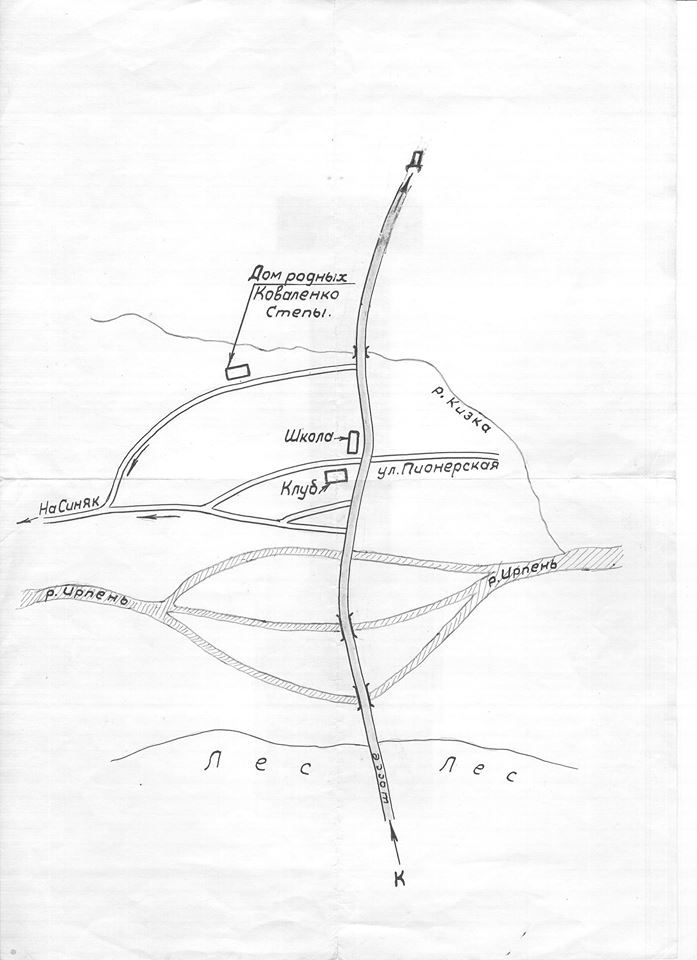 Д
Дом родных
Коваленко
Степы.
р. Кизка
Школа
ул. Пионерская
Клуб
На Синяк
р. Ирпень
р. Ирпень
Лес
Лес
шоссе
К